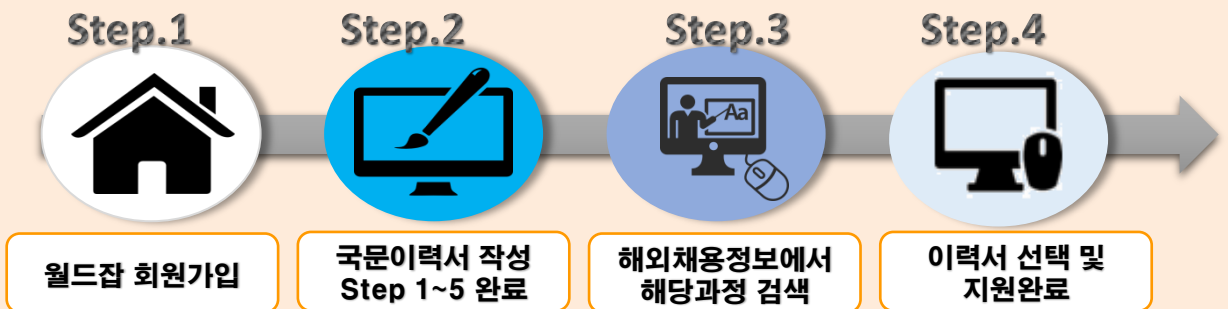 Step.1
Step.2
Step.3
Step.4
Aa
월드잡 회원가입
국문이력서 작성
Step 1~5 완료
해외채용정보에서
해당과정 검색
이력서 선택 및
지원완료